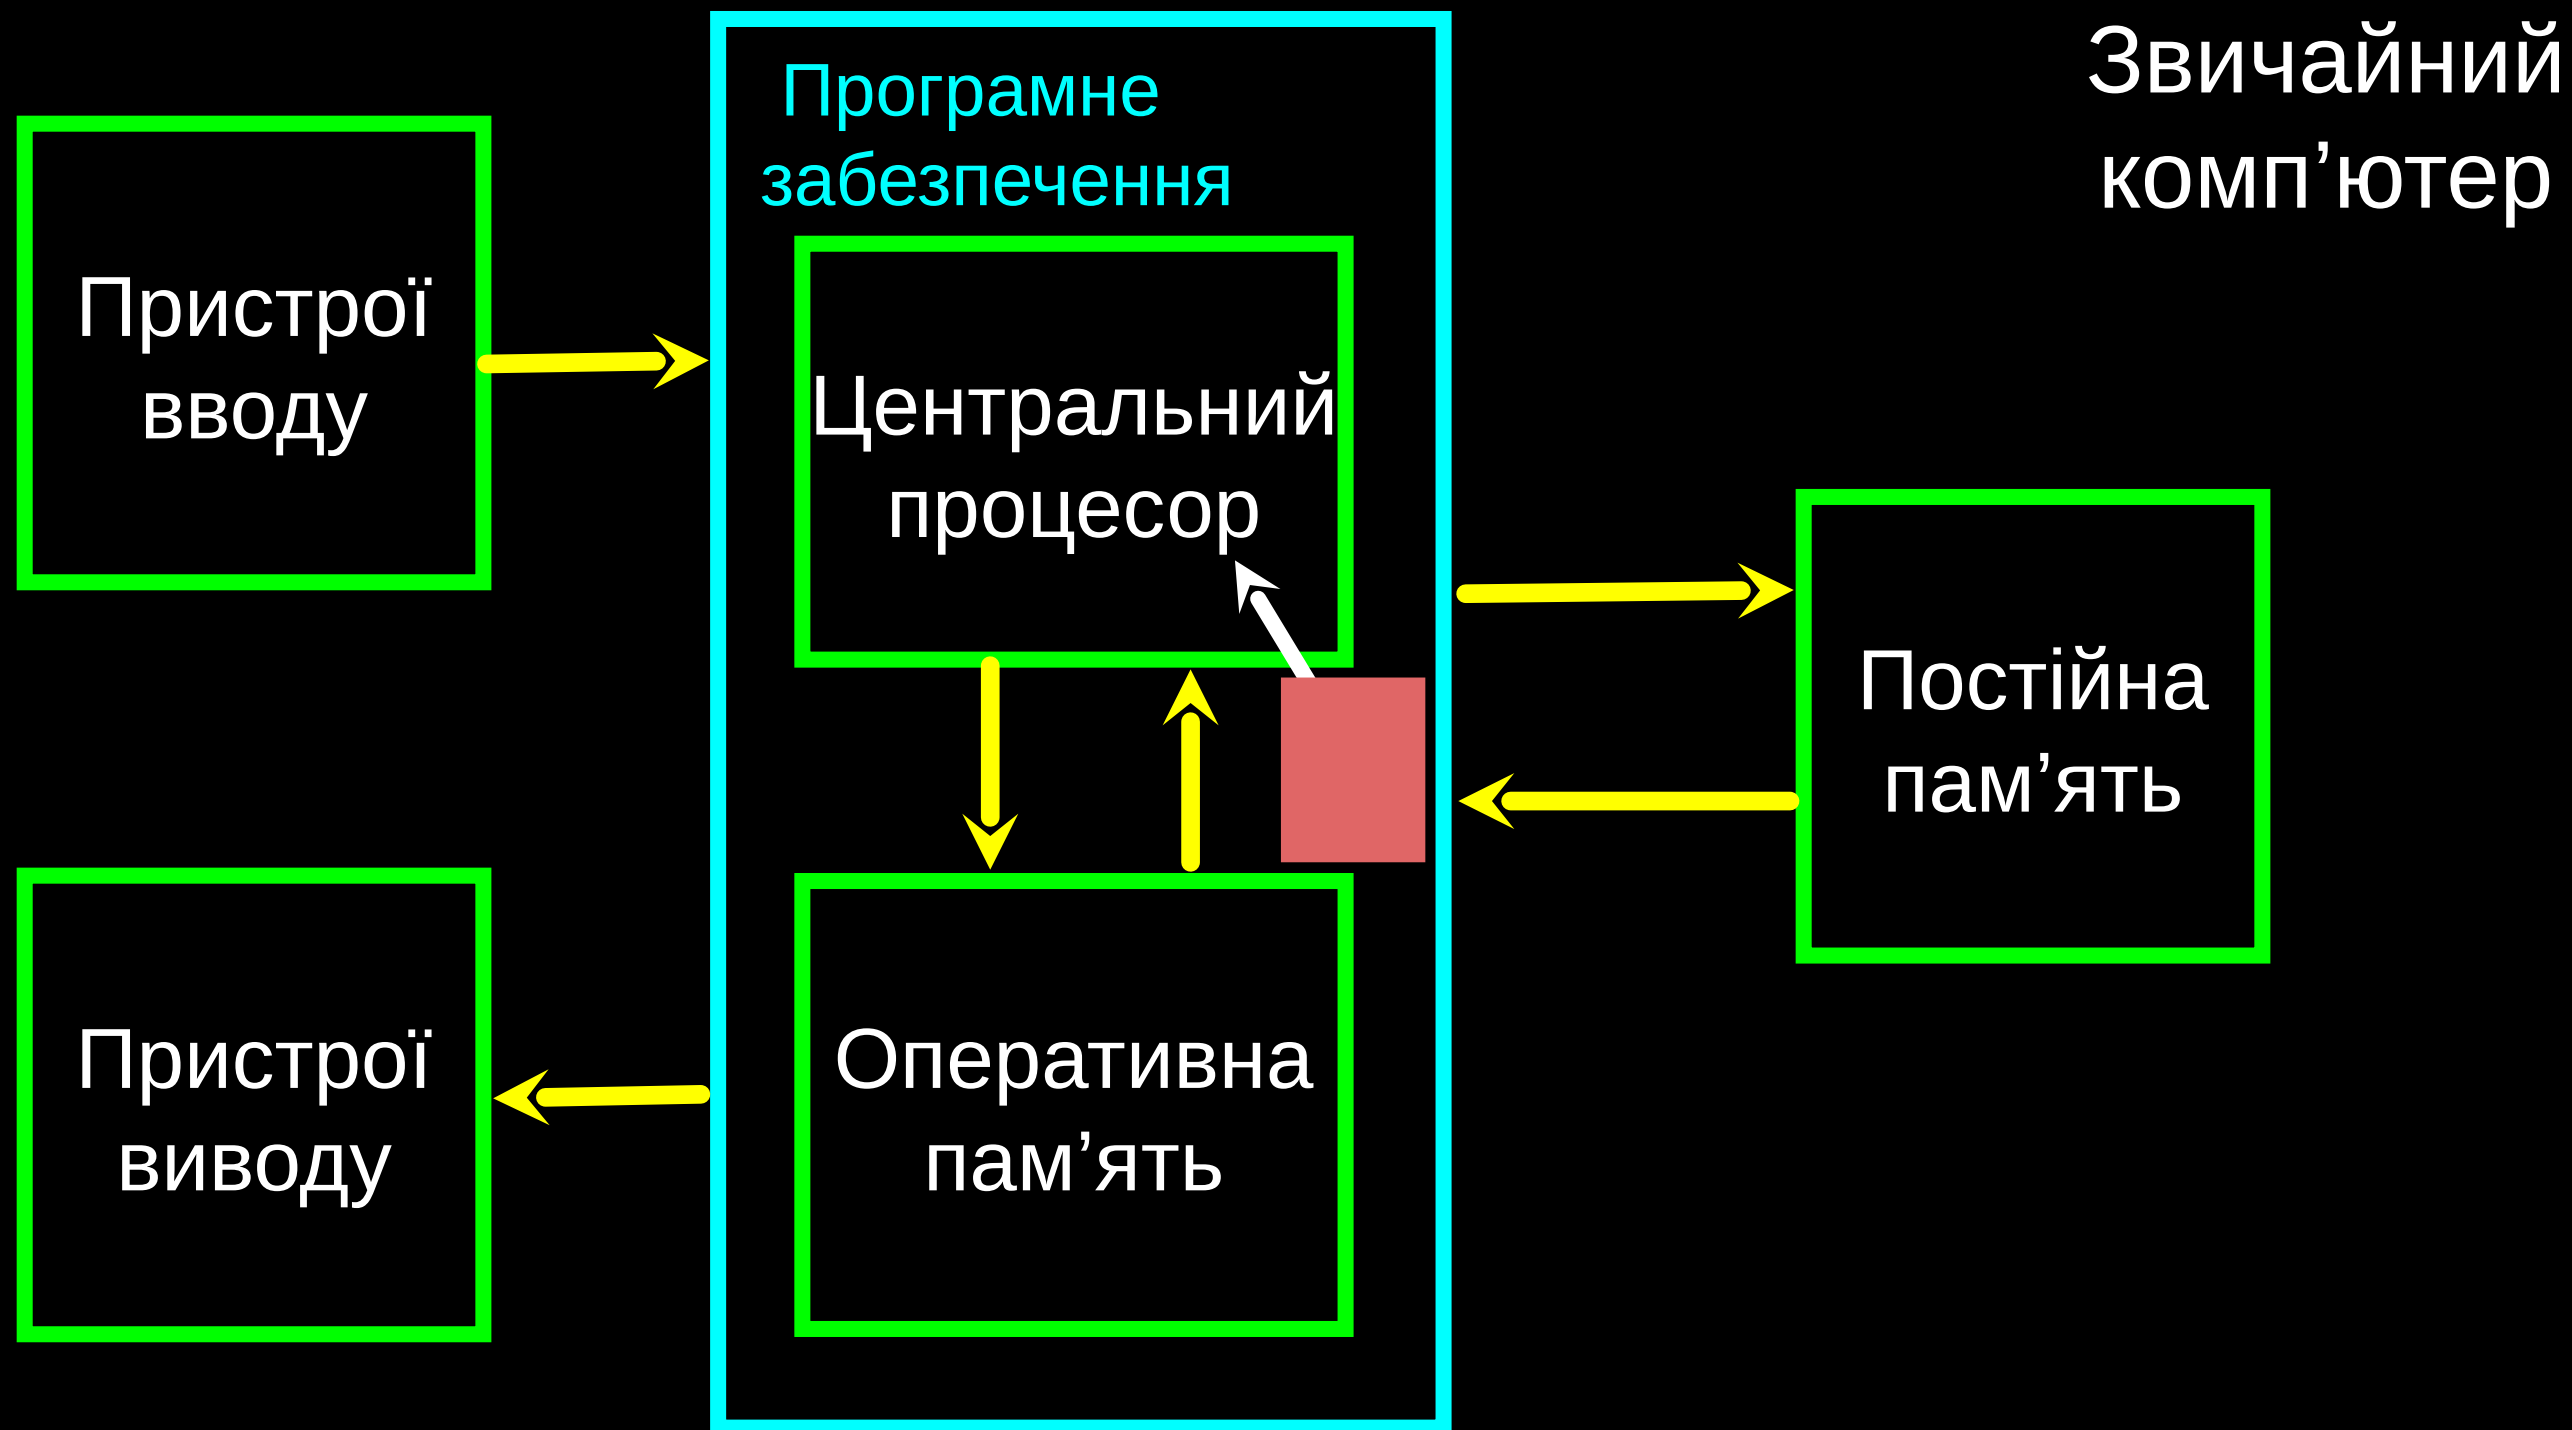 Звичайний
комп’ютер
Програмне
забезпечення
Пристрої
вводу
Центральний
процесор
Постійна
пам’ять
Пристрої
виводу
Оперативна
пам’ять